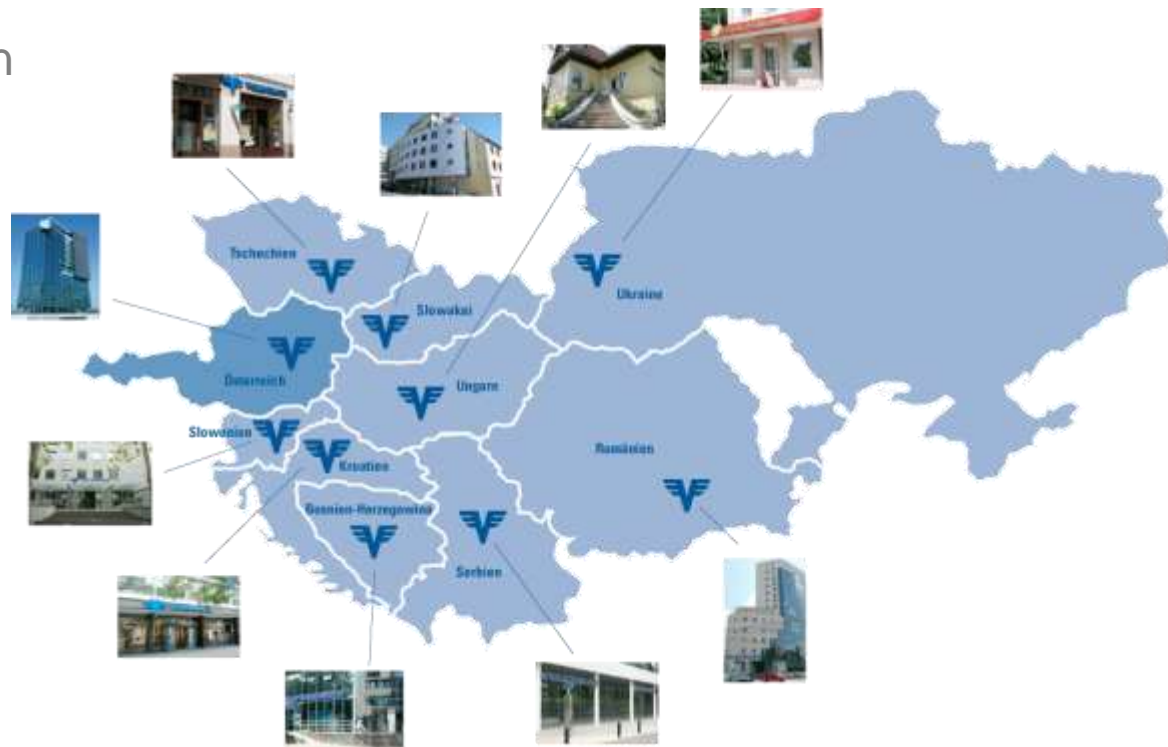 n
Tschechien
Slowakei
Ukraine
Österreich
Ungarn
Slowenien
Kroatien
Rumänien
Bosnien-Herzegowina
Serbien